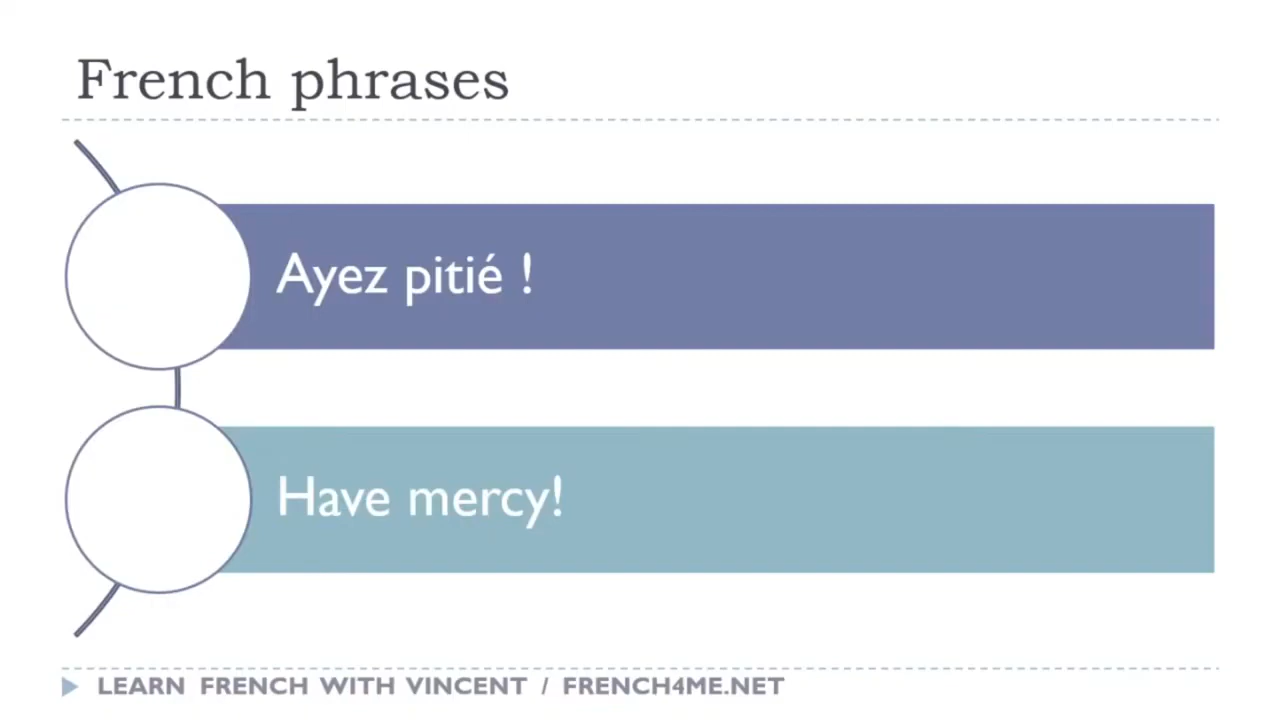 French phrases
Ayez pitié !
Have mercy!
LEARN FRENCH WITH VINCENT / FRENCH4ME.NET